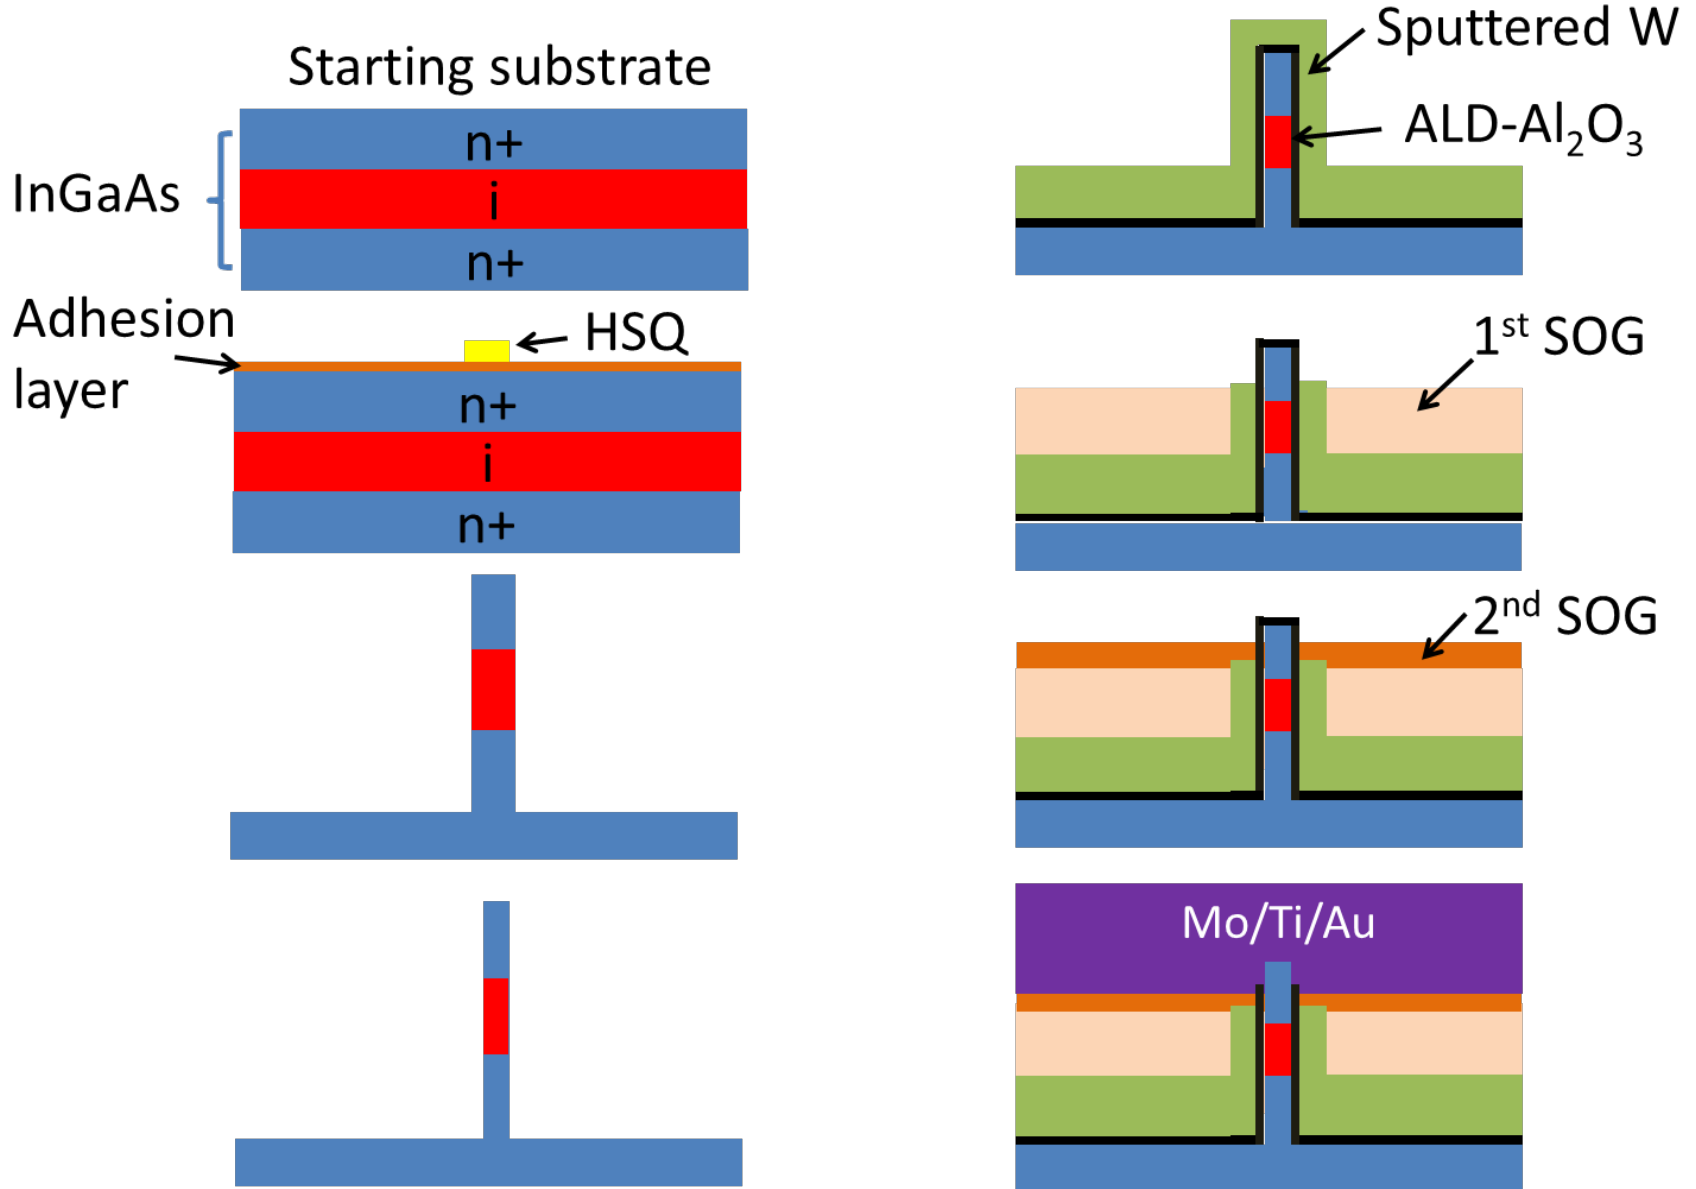 Starting substrate
InGaAs
n+
i
n+
Adhesion
layer
HSQ
n+
i
n+
Sputtered W
ALD-Al₂O₃
1ˢᵗ SOG
2ⁿᵈ SOG
Mo/Ti/Au